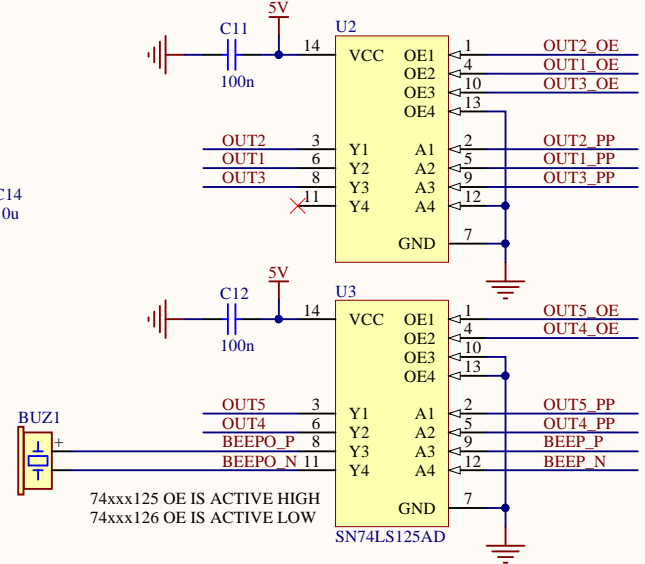 5V
C11
100n
U2
14 VCC OE1 1 OUT2_OE
OE2 4 OUT1_OE
OE3 10 OUT3_OE
OE4 13
OUT2 3 Y1 A1 2 OUT2_PP
OUT1 6 Y2 A2 5 OUT1_PP
OUT3 8 Y3 A3 9 OUT3_PP
11 Y4 A4 12
GND 7
C14
0u
5V
C12
100n
U3
14 VCC OE1 1 OUT5_OE
OE2 4 OUT4_OE
OE3 10
OE4 13
OUT5 3 Y1 A1 2 OUT5_PP
OUT4 6 Y2 A2 5 OUT4_PP
BUZ1
+
BEEPO_P 8 Y3 A3 9 BEEP_P
BEEPO_N 11 Y4 A4 12 BEEP_N
GND 7
74xxx125 OE IS ACTIVE HIGH
74xxx126 OE IS ACTIVE LOW
SN74LS125AD